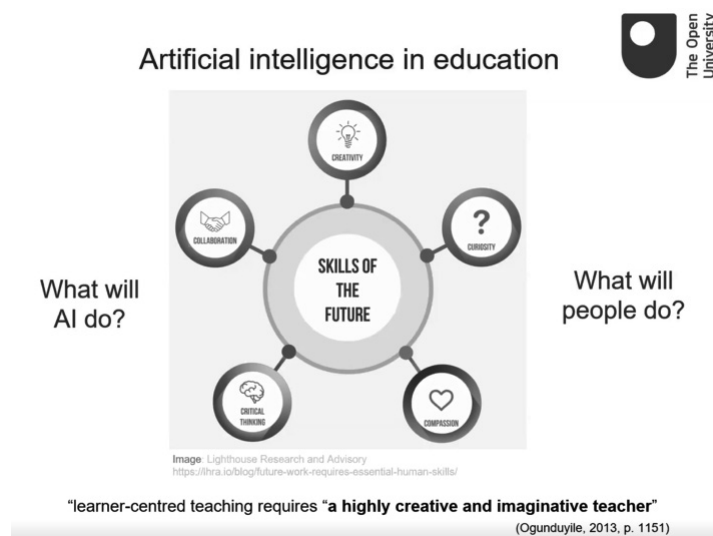 Artificial intelligence in education
The Open
University
CREATIVITY
COLLABORATION
?
CURIOSITY
SKILLS OF
THE
FUTURE
What will
AI do?
What will
people do?
CRITICAL
THINKING
COMPASSION
Image: Lighthouse Research and Advisory
https://lhra.io/blog/future-work-requires-essential-human-skills/
“learner-centred teaching requires “a highly creative and imaginative teacher”
(Ogunduyile, 2013, p. 1151)